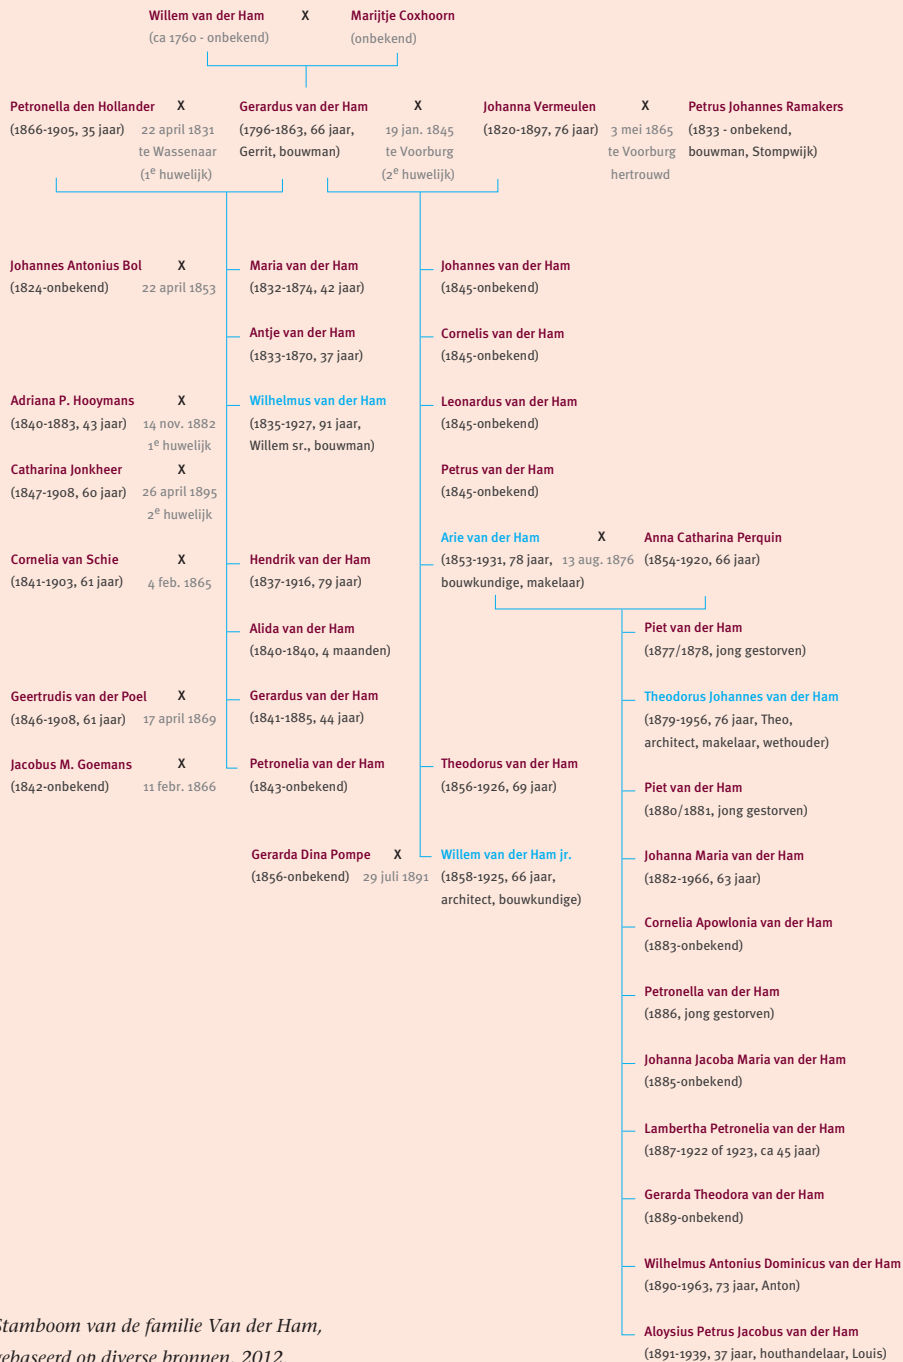 Willem van der Ham X Marijtje Coxhoorn
(ca 1760 - onbekend) (onbekend)
Petronella den Hollander X Gerardus van der Ham X Johanna Vermeulen X Petrus Johannes Ramakers
(1866-1905, 35 jaar) 22 april 1831 (1796-1863, 66 jaar, 19 jan. 1845 (1820-1897, 76 jaar) 3 mei 1865 (1833 - onbekend,
te Wassenaar Gerrit, bouwman) te Voorburg te Voorburg bouwman, Stompwijk)
(1e huwelijk) (2e huwelijk) hertrouwd
Johannes Antonius Bol X Maria van der Ham Johannes van der Ham
(1824-onbekend) 22 april 1853 (1832-1874, 42 jaar) (1845-onbekend)
Antje van der Ham Cornelis van der Ham
(1833-1870, 37 jaar) (1845-onbekend)
Adriana P. Hooymans X Wilhelmus van der Ham Leonardus van der Ham
(1840-1883, 43 jaar) 14 nov. 1882 (1835-1927, 91 jaar, (1845-onbekend)
1e huwelijk Willem sr., bouwman)
Catharina Jonkheer X Petrus van der Ham
(1847-1908, 60 jaar) 26 april 1895 (1845-onbekend)
2e huwelijk
Arie van der Ham X Anna Catharina Perquin
Cornelia van Schie X Hendrik van der Ham (1853-1931, 78 jaar, 13 aug. 1876 (1854-1920, 66 jaar)
(1841-1903, 61 jaar) 4 feb. 1865 (1837-1916, 79 jaar) bouwkundige, makelaar)
Alida van der Ham Piet van der Ham
(1840-1840, 4 maanden) (1877/1878, jong gestorven)
Geertrudis van der Poel X Gerardus van der Ham Theodorus Johannes van der Ham
(1846-1908, 61 jaar) 17 april 1869 (1841-1885, 44 jaar) (1879-1956, 76 jaar, Theo,
architect, makelaar, wethouder)
Jacobus M. Goemans X Petronelia van der Ham Theodorus van der Ham
(1842-onbekend) 11 febr. 1866 (1843-onbekend) (1856-1926, 69 jaar)
Piet van der Ham
(1880/1881, jong gestorven)
Gerarda Dina Pompe X Willem van der Ham jr. Johanna Maria van der Ham
(1856-onbekend) 29 juli 1891 (1858-1925, 66 jaar, (1882-1966, 63 jaar)
architect, bouwkundige)
Cornelia Apowlonia van der Ham
(1883-onbekend)
Petronella van der Ham
(1886, jong gestorven)
Johanna Jacoba Maria van der Ham
(1885-onbekend)
Lambertha Petronelia van der Ham
(1887-1922 of 1923, ca 45 jaar)
Gerarda Theodora van der Ham
(1889-onbekend)
Wilhelmus Antonius Dominicus van der Ham
(1890-1963, 73 jaar, Anton)
Aloysius Petrus Jacobus van der Ham
(1891-1939, 37 jaar, houthandelaar, Louis)
Stamboom van de familie Van der Ham,
gebaseerd op diverse bronnen, 2012.